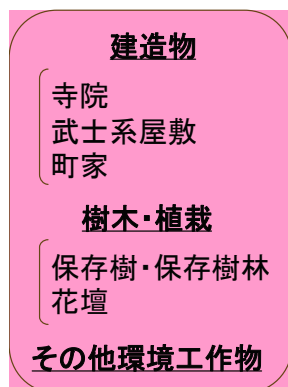 建造物
寺院
武士系屋敷
町家
樹木・植栽
保存樹・保存樹林
花壇
その他環境工作物